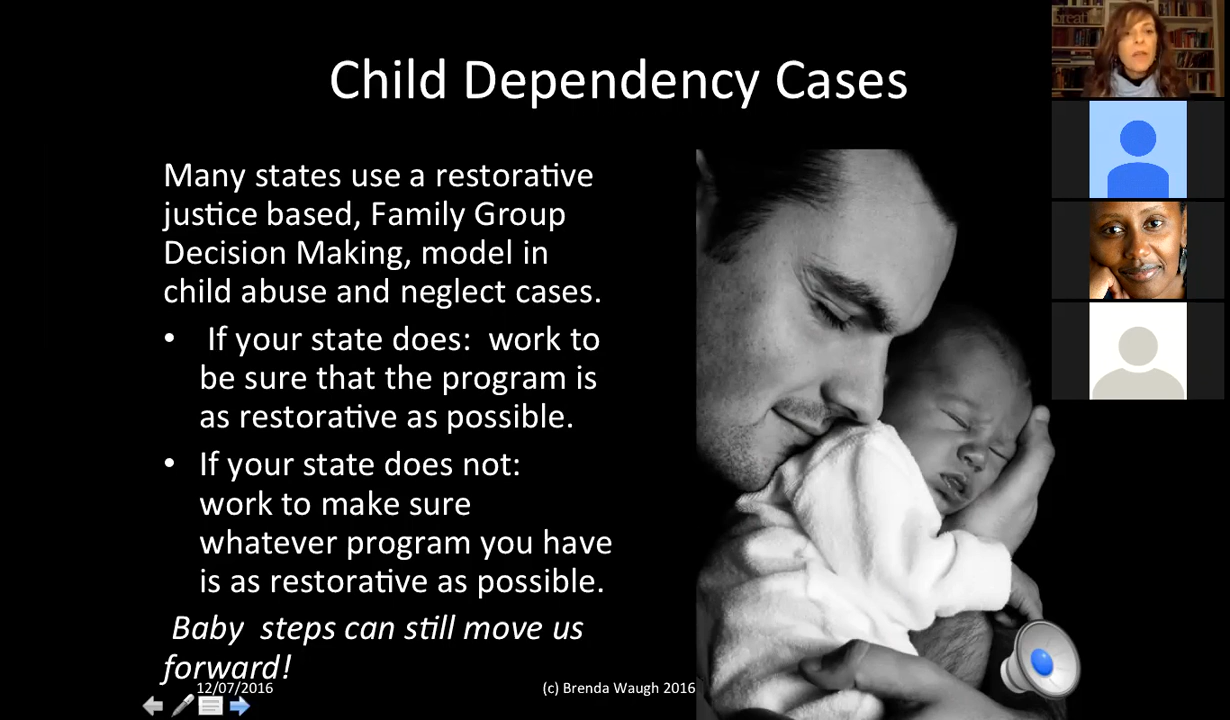 Child Dependency Cases
Many states use a restorative
justice based, Family Group
Decision Making, model in
child abuse and neglect cases.
• If your state does:  work to
be sure that the program is
as restorative as possible.
• If your state does not:
work to make sure
whatever program you have
is as restorative as possible.
Baby  steps can still move us
forward!
12/07/2016
(c) Brenda Waugh 2016